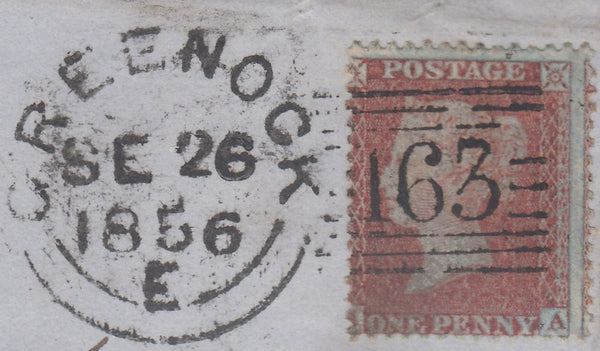 GREENOCK
SE 26
1856
E
POSTAGE
163
ONE PENNY
A